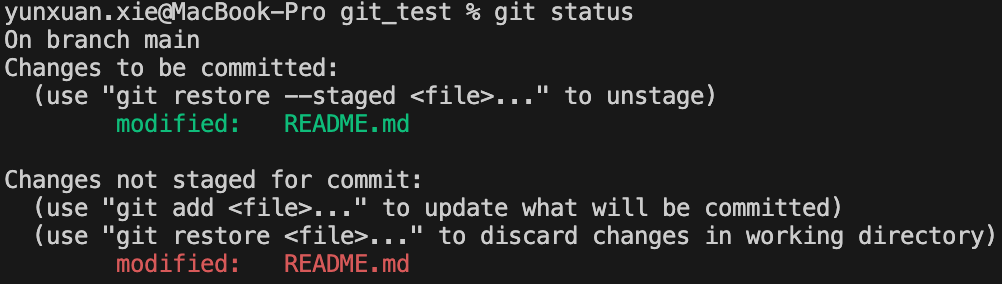 yunxuan.xie@MacBook-Pro git_test % git status
On branch main
Changes to be committed:
  (use "git restore --staged <file>..." to unstage)
        modified:   README.md

Changes not staged for commit:
  (use "git add <file>..." to update what will be committed)
  (use "git restore <file>..." to discard changes in working directory)
        modified:   README.md